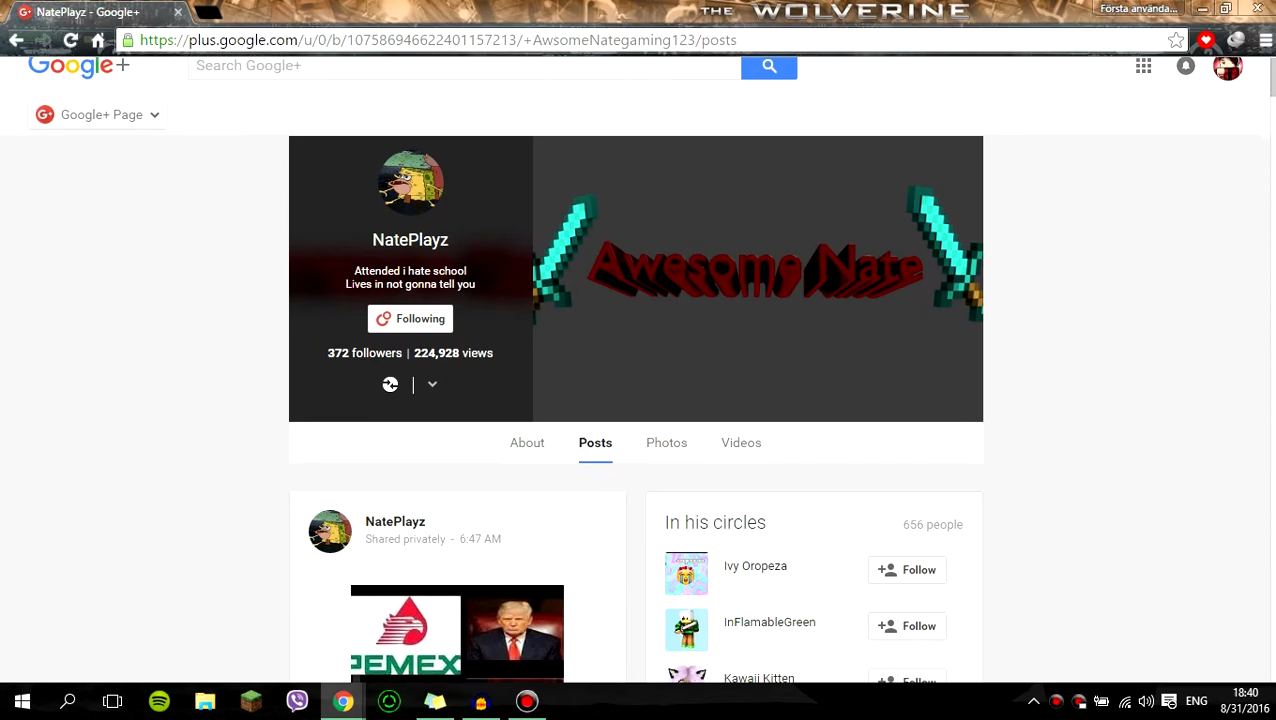 NatePlayz - Google+
THE WOLVERINE
Första använda...
https://plus.google.com/u/0/b/107586946622401157213/+AwsomeNategaming123/posts
Google+
Search Google+
Google+ Page
NatePlayz
Attended i hate school
Lives in not gonna tell you
Following
372 followers | 224,928 views
Awesome Nate
About
Posts
Photos
Videos
NatePlayz
Shared privately - 6:47 AM
PEMEX
In his circles
656 people
Ivy Oropeza
Follow
InFlamableGreen
Follow
Kawaii Kitten
Follow
ENG
18:40
8/31/2016